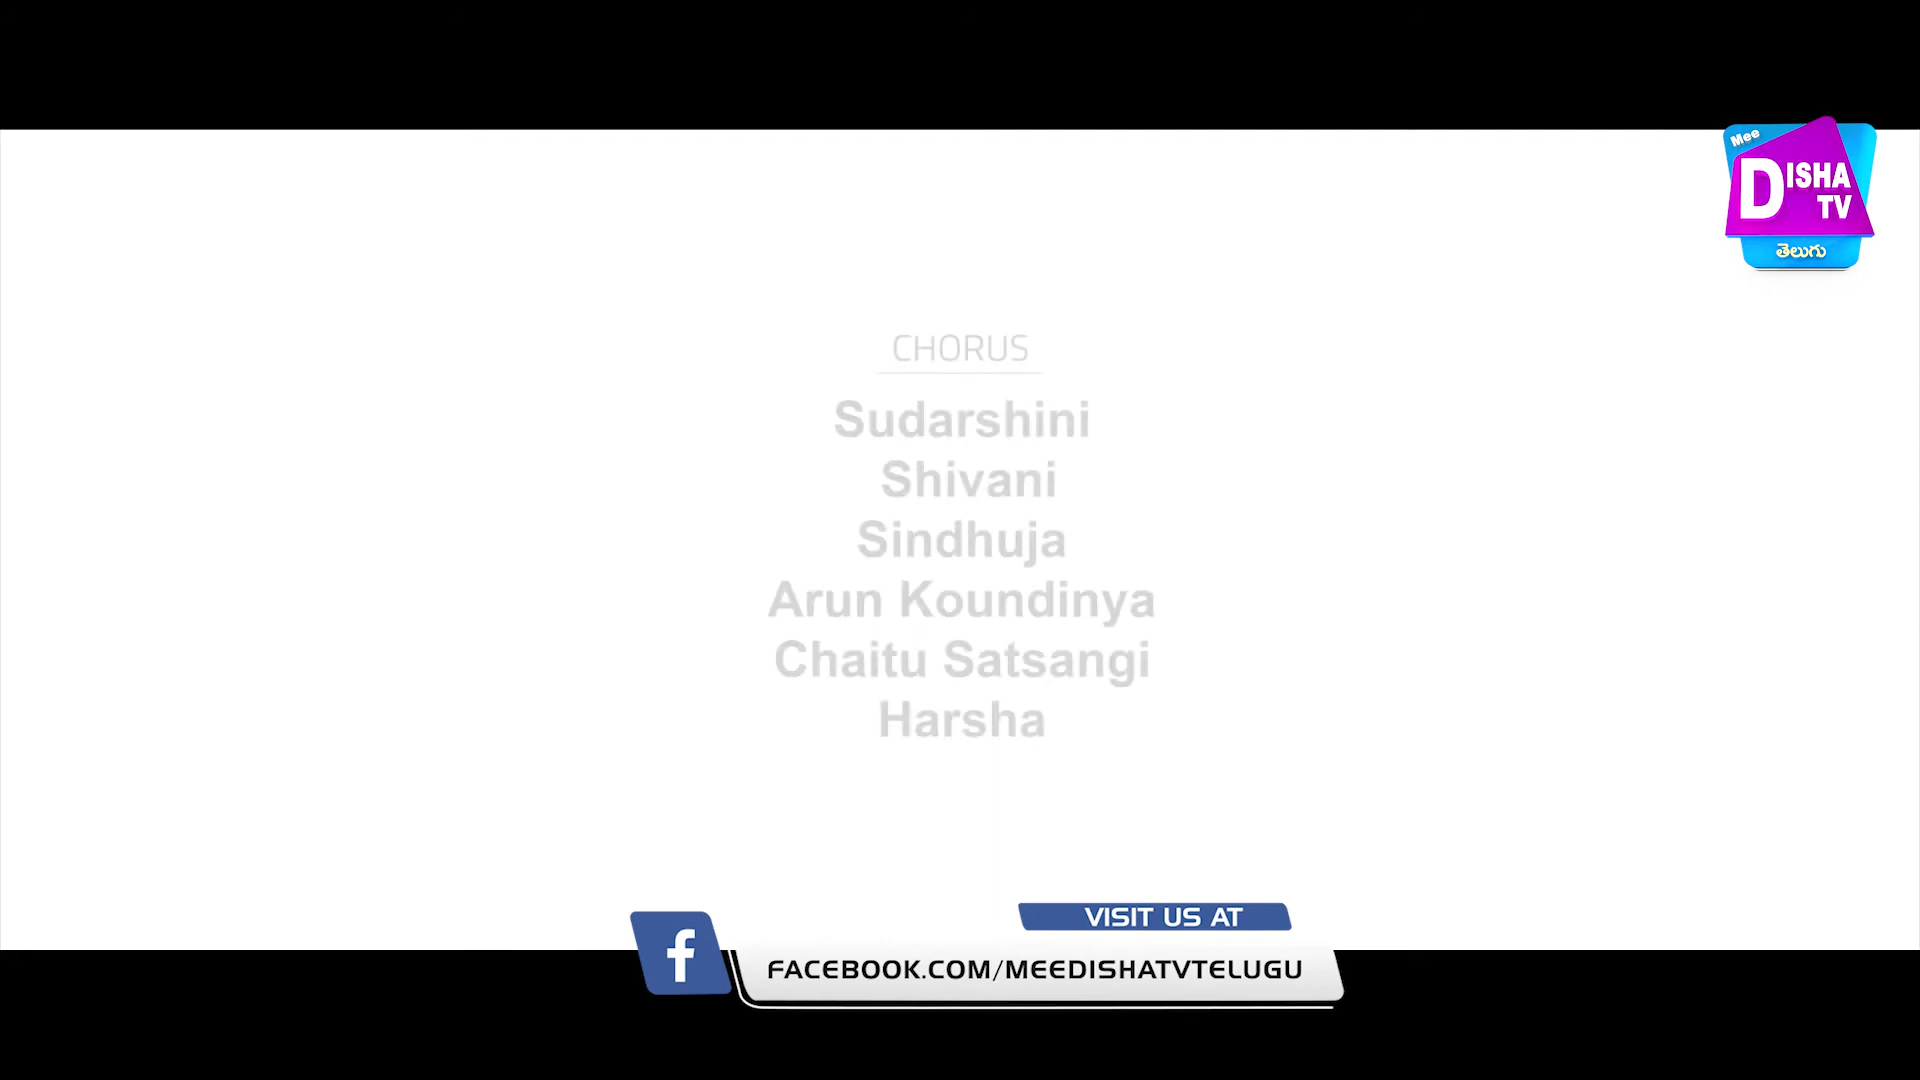 Mee
DISHA
TV
తెలుగు
CHORUS
Sudarshini
Shivani
Sindhuja
Arun Koundinya
Chaitu Satsangi
Harsha
VISIT US AT
f
FACEBOOK.COM/MEEDISHATVTELUGU